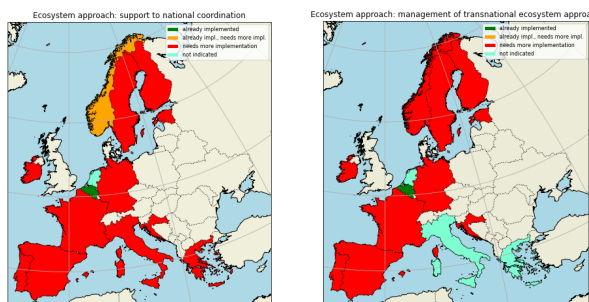 Ecosystem approach: support to national coordination
already implemented
already impl., needs more impl.
needs more implementation
not indicated
Ecosystem approach: management of transnational ecosystem approa
already implemented
already impl., needs more impl.
needs more implementation
not indicated